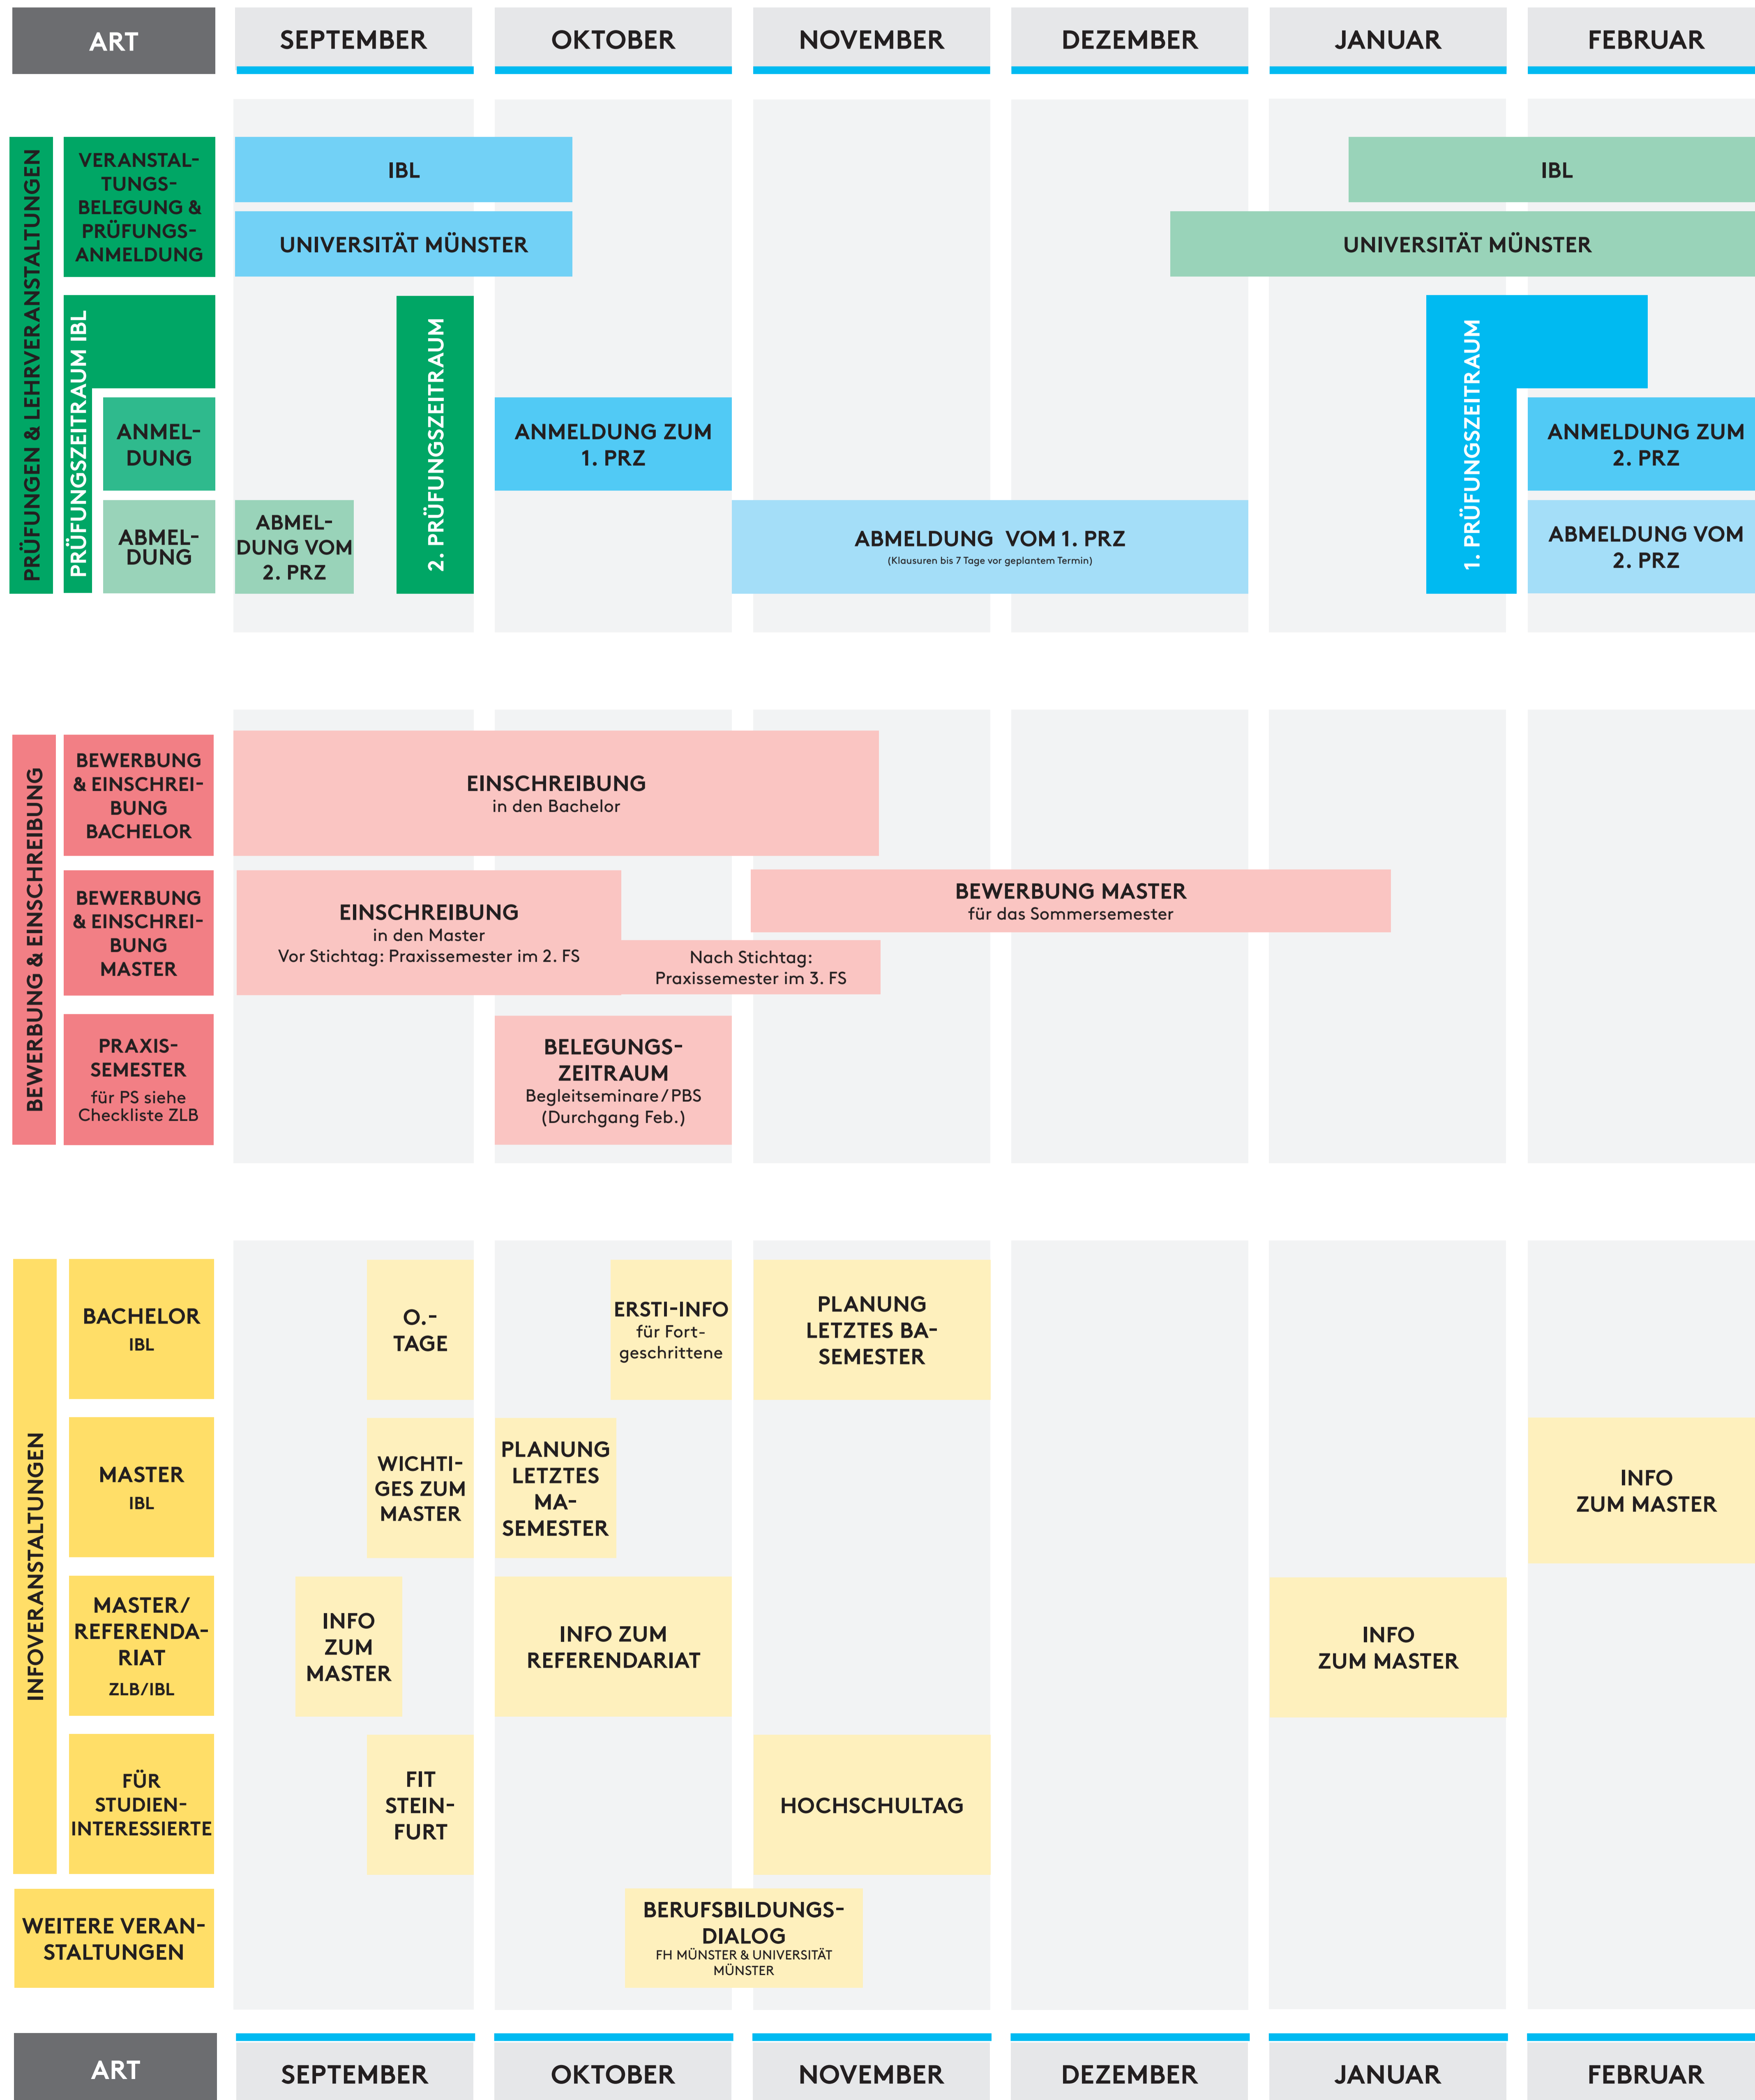 ART
SEPTEMBER
OKTOBER
NOVEMBER
DEZEMBER
JANUAR
FEBRUAR
PRÜFUNGEN & LEHRVERANSTALTUNGEN
VERANSTAL-
TUNGS-
BELEGUNG &
PRÜFUNGS-
ANMELDUNG
IBL
IBL
UNIVERSITÄT MÜNSTER
UNIVERSITÄT MÜNSTER
PRÜFUNGSZEITRAUM IBL
2. PRÜFUNGSZEITRAUM
1. PRÜFUNGSZEITRAUM
ANMEL-
DUNG
ANMELDUNG ZUM
1. PRZ
ANMELDUNG ZUM
2. PRZ
ABMEL-
DUNG
ABMEL-
DUNG VOM
2. PRZ
ABMELDUNG VOM 1. PRZ
(Klausuren bis 7 Tage vor geplantem Termin)
ABMELDUNG VOM
2. PRZ
BEWERBUNG & EINSCHREIBUNG
BEWERBUNG
& EINSCHREI-
BUNG
BACHELOR
EINSCHREIBUNG
in den Bachelor
BEWERBUNG
& EINSCHREI-
BUNG
MASTER
EINSCHREIBUNG
in den Master
Vor Stichtag: Praxissemester im 2. FS
Nach Stichtag:
Praxissemester im 3. FS
BEWERBUNG MASTER
für das Sommersemester
PRAXIS-
SEMESTER
für PS siehe
Checkliste ZLB
BELEGUNGS-
ZEITRAUM
Begleitseminare/PBS
(Durchgang Feb.)
INFOVERANSTALTUNGEN
BACHELOR
IBL
O.-
TAGE
ERSTI-INFO
für Fort-
geschrittene
PLANUNG
LETZTES BA-
SEMESTER
MASTER
IBL
WICHTI-
GES ZUM
MASTER
PLANUNG
LETZTES
MA-
SEMESTER
INFO
ZUM MASTER
MASTER/
REFERENDA-
RIAT
ZLB/IBL
INFO
ZUM
MASTER
INFO ZUM
REFERENDARIAT
INFO
ZUM MASTER
FÜR
STUDIEN-
INTERESSIERTE
FIT
STEIN-
FURT
HOCHSCHULTAG
WEITERE VERAN-
STALTUNGEN
BERUFSBILDUNGS-
DIALOG
FH MÜNSTER & UNIVERSITÄT
MÜNSTER
ART
SEPTEMBER
OKTOBER
NOVEMBER
DEZEMBER
JANUAR
FEBRUAR